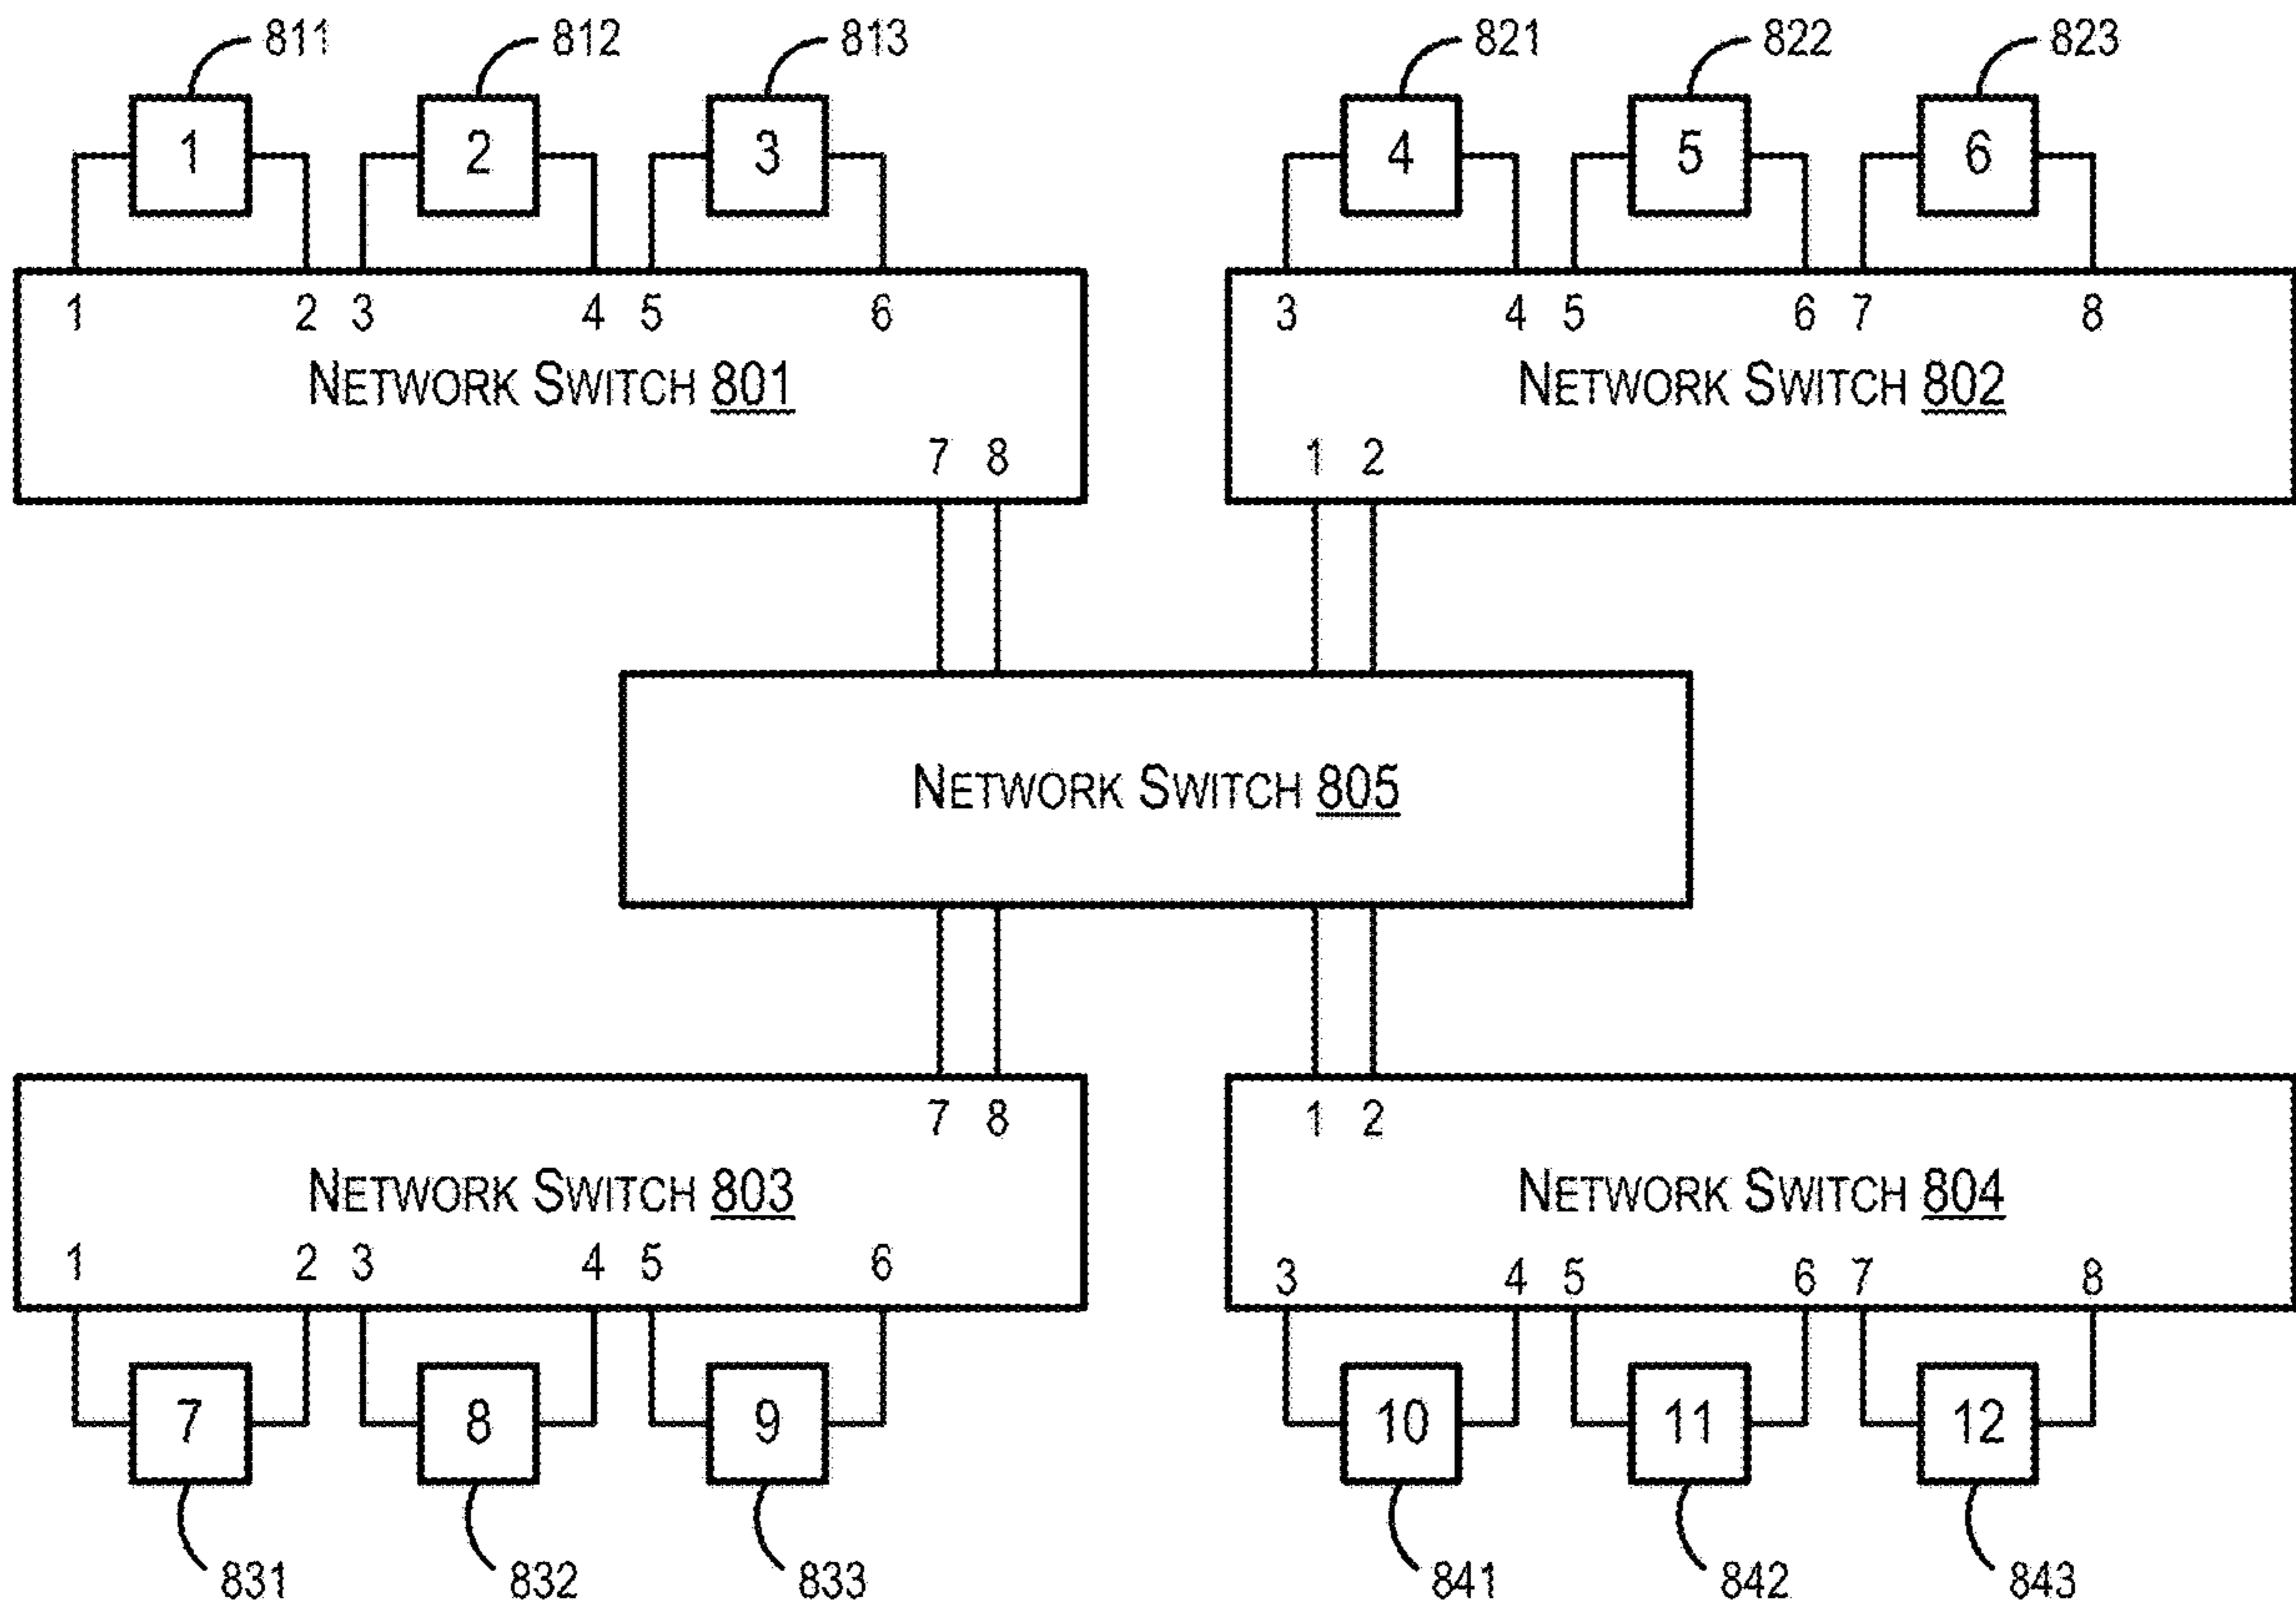 811 812 813 821 822 823
1 2 3 4 5 6
1 2 3 4 5 6 3 4 5 6 7 8
NETWORK SWITCH 801 NETWORK SWITCH 802
7 8 1 2
NETWORK SWITCH 805
7 8 1 2
NETWORK SWITCH 803 NETWORK SWITCH 804
1 2 3 4 5 6 3 4 5 6 7 8
7 8 9 10 11 12
831 832 833 841 842 843